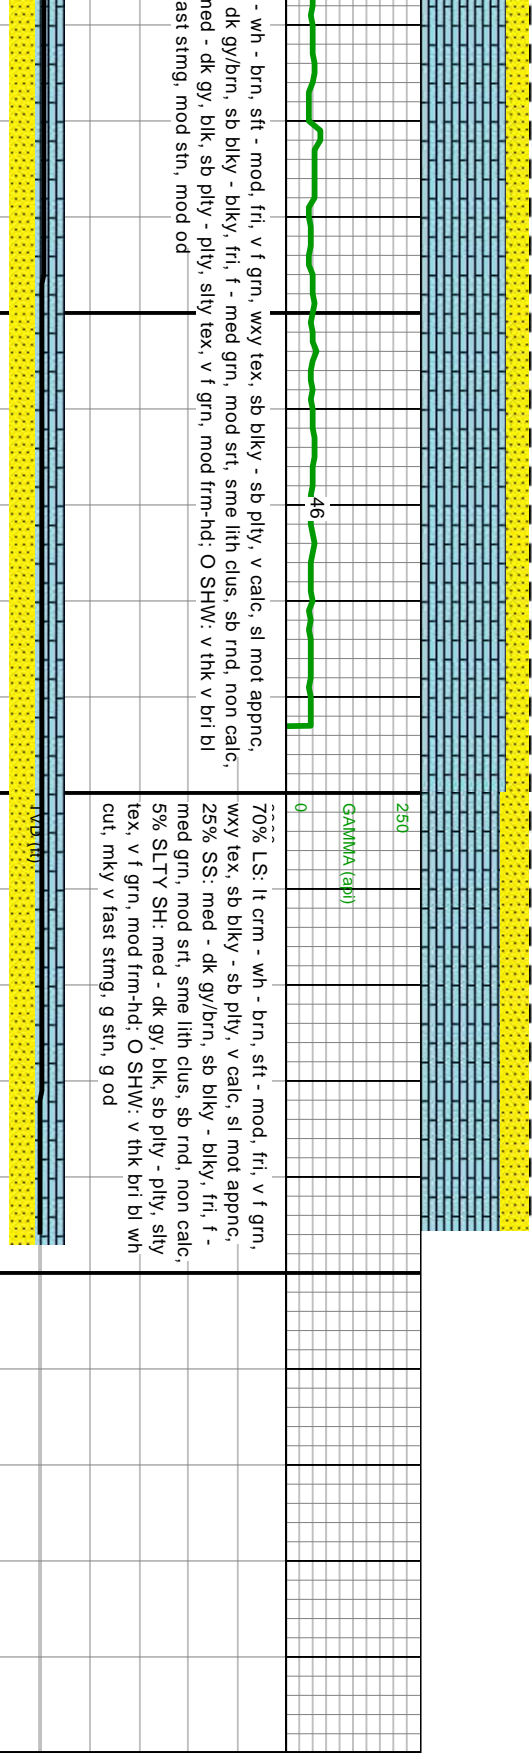 - wh - brn, sft - mod, fri, v f grn, wxy tex, sb blky - sb plty, v calc, sl mot appnc,
dk gy/brn, sb blky - blky, fri, f - med grn, mod srt, sme lith clus, sb rnd, non calc,
ned - dk gy, blk, sb plty - plty, slty tex, v f grn, mod frm-hd; O SHW: v thk v bri bl
ast stmg, mod stn, mod od
46
0
GAMMA (api)
250
70% LS: lt crm - wh - brn, sft - mod, fri, v f grn,
wxy tex, sb blky - sb plty, v calc, sl mot appnc,
25% SS: med - dk gy/brn, sb blky - blky, fri, f -
med grn, mod srt, sme lith clus, sb rnd, non calc,
5% SLTY SH: med - dk gy, blk, sb plty - plty, slty
tex, v f grn, mod frm-hd; O SHW: v thk bri bl wh
cut, mky v fast stmg, g stn, g od
TVD (ft)